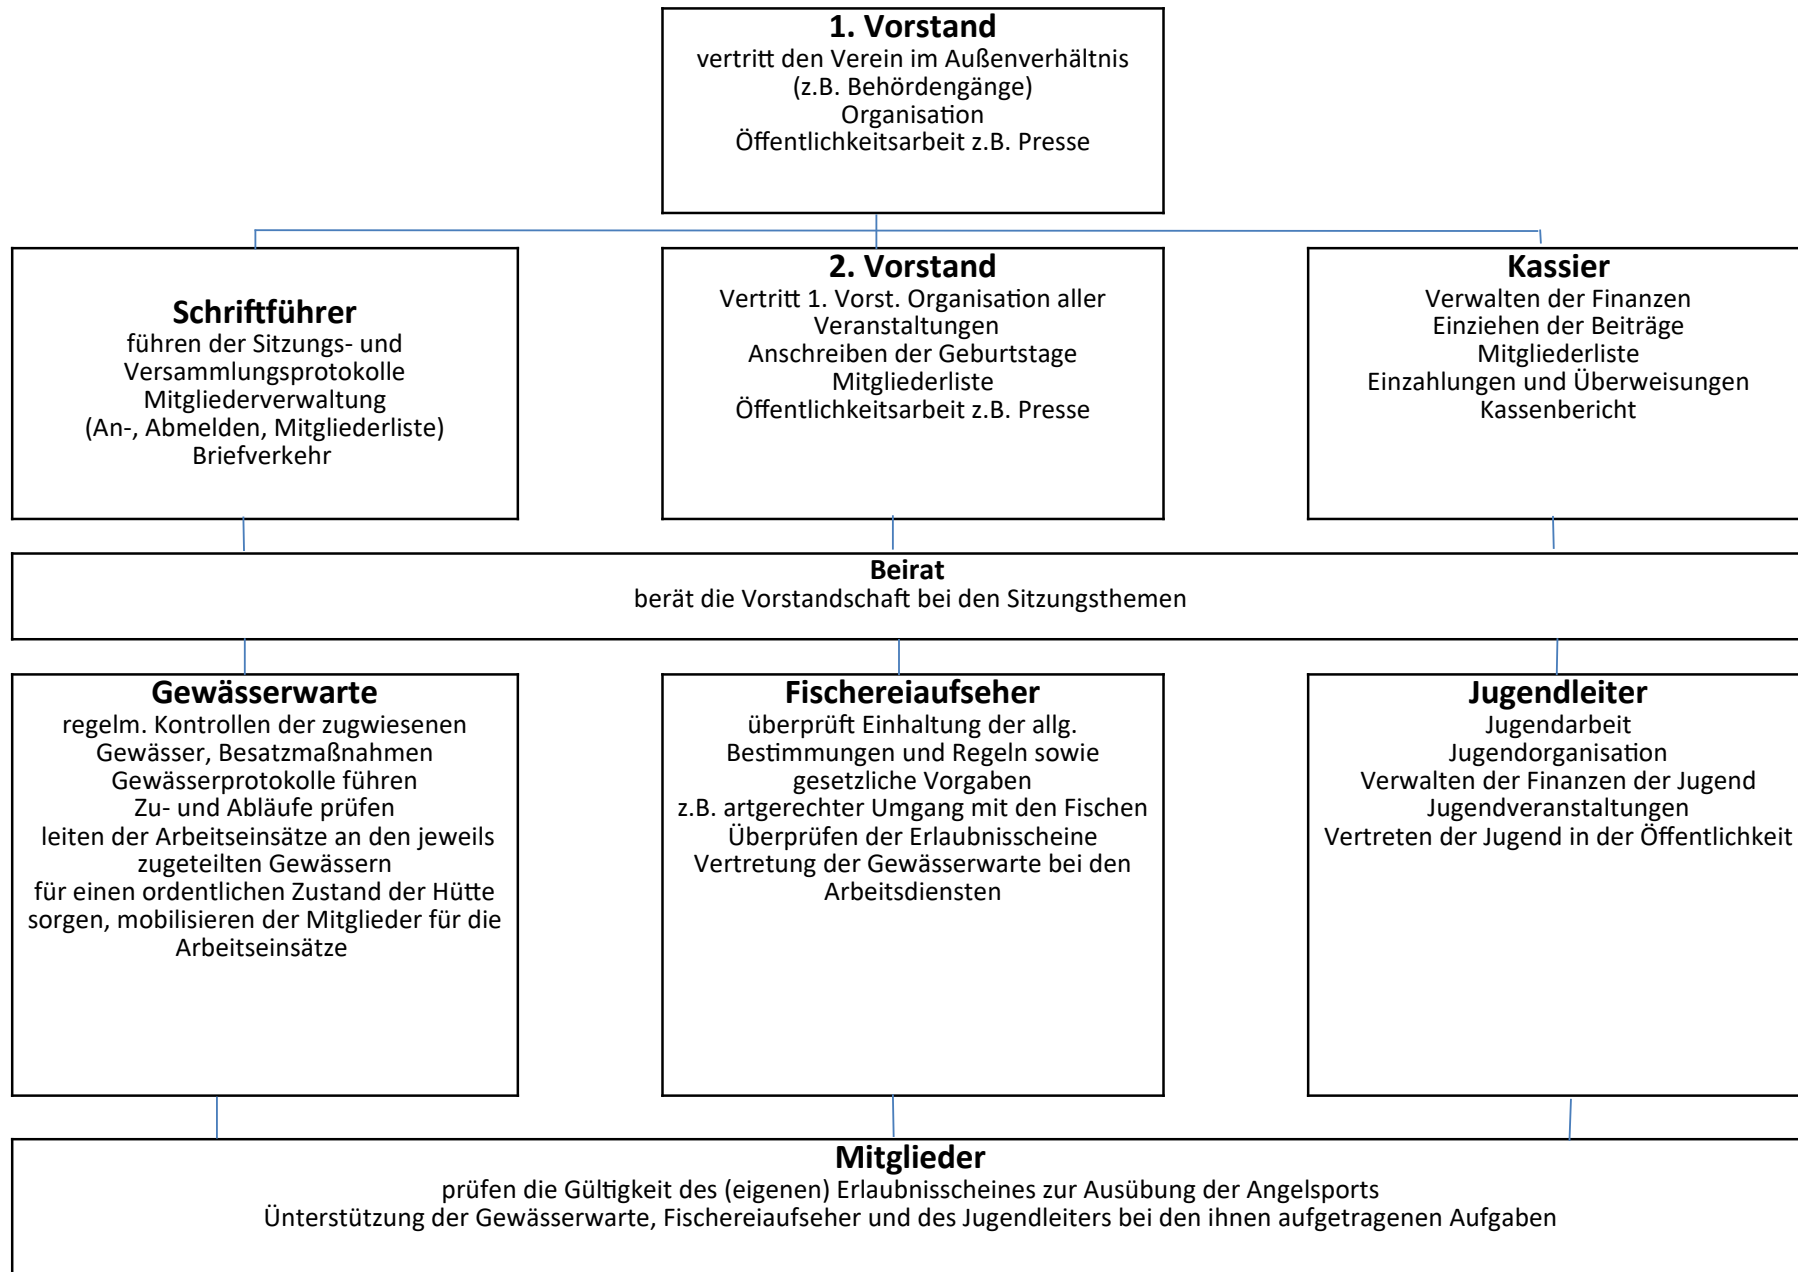 1. Vorstand
vertritt den Verein im Außenverhältnis
(z.B. Behördengänge)
Organisation
Öffentlichkeitsarbeit z.B. Presse
Schriftführer
führen der Sitzungs- und
Versammlungsprotokolle
Mitgliederverwaltung
(An-, Abmelden, Mitgliederliste)
Briefverkehr
2. Vorstand
Vertritt 1. Vorst. Organisation aller
Veranstaltungen
Anschreiben der Geburtstage
Mitgliederliste
Öffentlichkeitsarbeit z.B. Presse
Kassier
Verwalten der Finanzen
Einziehen der Beiträge
Mitgliederliste
Einzahlungen und Überweisungen
Kassenbericht
Beirat
berät die Vorstandschaft bei den Sitzungsthemen
Gewässerwarte
regelm. Kontrollen der zugwiesenen
Gewässer, Besatzmaßnahmen
Gewässerprotokolle führen
Zu- und Abläufe prüfen
leiten der Arbeitseinsätze an den jeweils
zugeteilten Gewässern
für einen ordentlichen Zustand der Hütte
sorgen, mobilisieren der Mitglieder für die
Arbeitseinsätze
Fischereiaufseher
überprüft Einhaltung der allg.
Bestimmungen und Regeln sowie
gesetzliche Vorgaben
z.B. artgerechter Umgang mit den Fischen
Überprüfen der Erlaubnisscheine
Vertretung der Gewässerwarte bei den
Arbeitsdiensten
Jugendleiter
Jugendarbeit
Jugendorganisation
Verwalten der Finanzen der Jugend
Jugendveranstaltungen
Vertreten der Jugend in der Öffentlichkeit
Mitglieder
prüfen die Gültigkeit des (eigenen) Erlaubnisscheines zur Ausübung der Angelsports
Ünterstützung der Gewässerwarte, Fischereiaufseher und des Jugendleiters bei den ihnen aufgetragenen Aufgaben